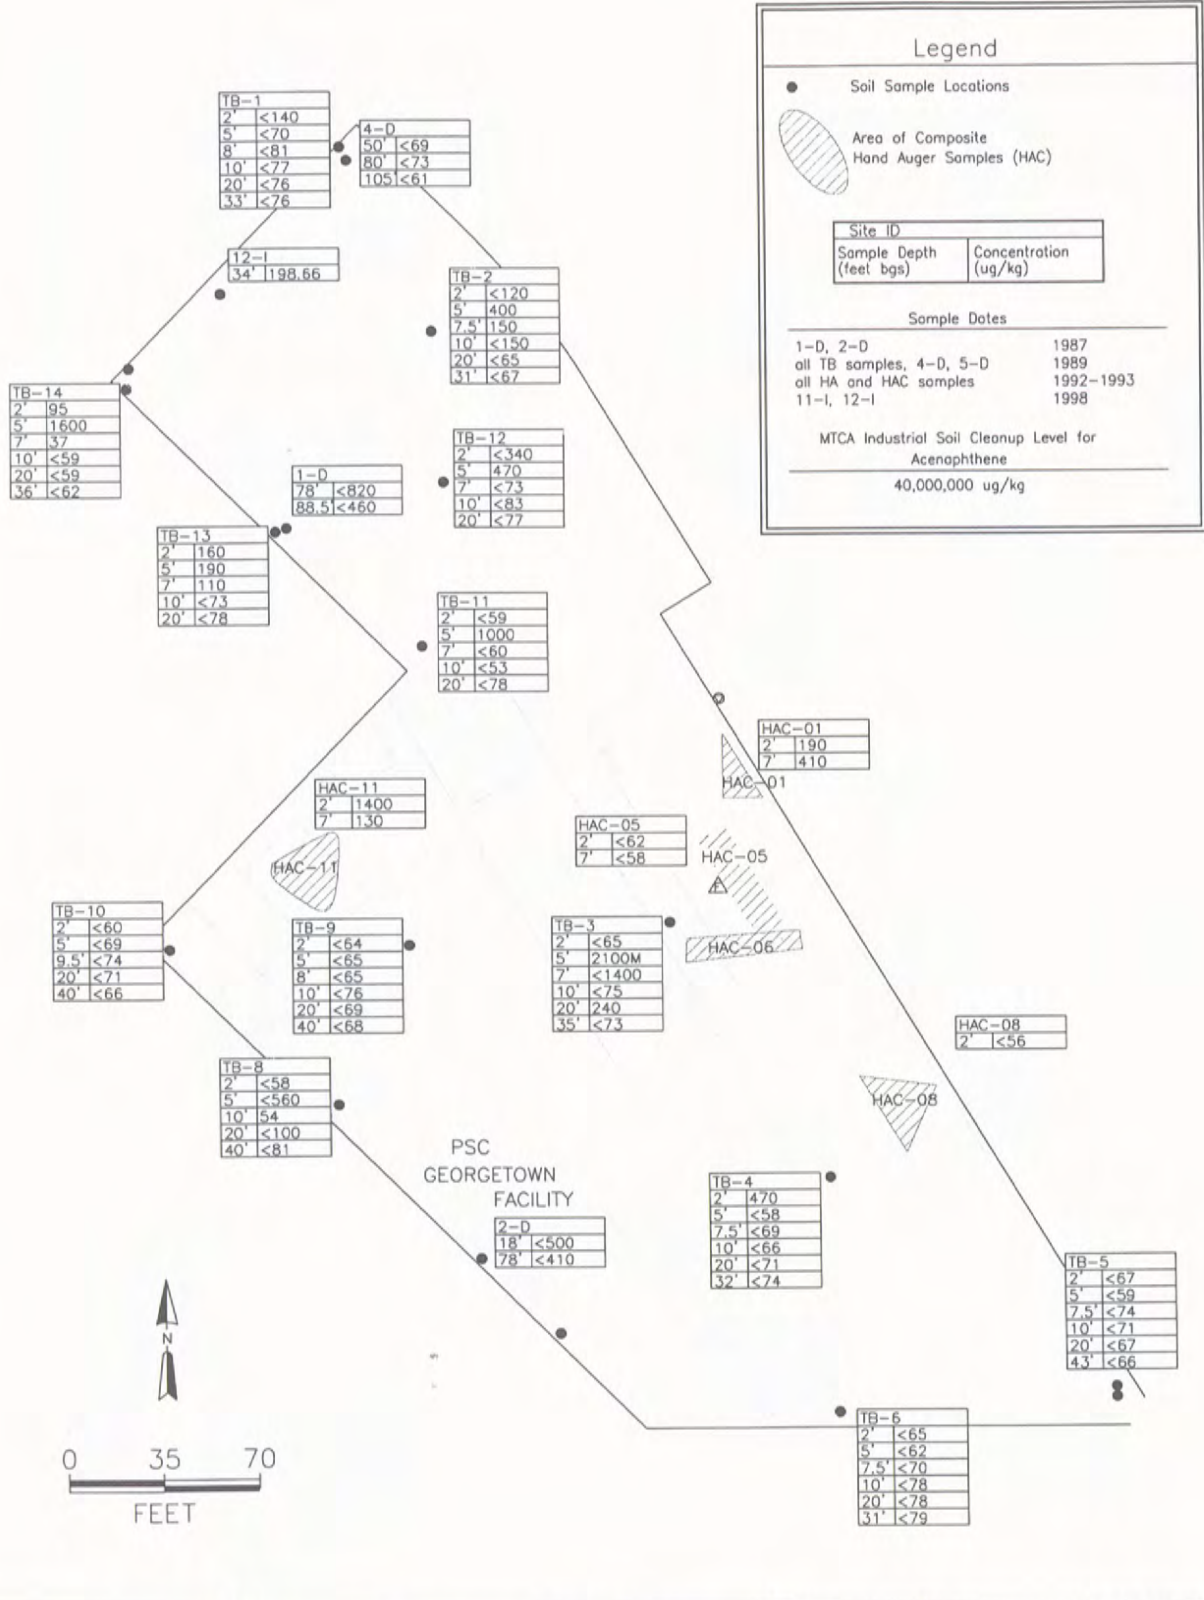 Legend
Soil Sample Locations
Area of Composite
Hand Auger Samples (HAC)
Site ID
Sample Depth (feet bgs) Concentration (ug/kg)
Sample Dates
1-D, 2-D 1987
all TB samples, 4-D, 5-D 1989
all HA and HAC samples 1992-1993
11-I, 12-I 1998
MTCA Industrial Soil Cleanup Level for
Acenaphthene
40,000,000 ug/kg
TB-1
2' <140
5' <70
8' <81
10' <77
20' <76
33' <76
4-D
50' <69
80' <73
105' <61
12-I
34' 198.66
TB-2
2' <120
5' 400
7.5' 150
10' <150
20' <65
31' <67
TB-14
2' 95
5' 1600
7' 37
10' <59
20' <59
36' <62
TB-12
2' <340
5' 470
7' <73
10' <83
20' <77
1-D
78' <820
88.5' <460
TB-13
2' 160
5' 190
7' 110
10' <73
20' <78
TB-11
2' <59
5' 1000
7' <60
10' <53
20' <78
HAC-01
2' 190
7' 410
HAC-01
HAC-11
2' 1400
7' 130
HAC-11
HAC-05
2' <62
7' <58
HAC-05
HAC-06
TB-10
2' <60
5' <69
9.5' <74
20' <71
40' <66
TB-9
2' <64
5' <65
8' <65
10' <76
20' <69
40' <68
TB-3
2' <65
5' 2100M
7' <1400
10' <75
20' 240
35' <73
HAC-08
2' <56
HAC-08
TB-8
2' <58
5' <560
10' 54
20' <100
40' <81
PSC
GEORGETOWN
FACILITY
2-D
18' <500
78' <410
TB-4
2' 470
5' <58
7.5' <69
10' <66
20' <71
32' <74
TB-5
2' <67
5' <59
7.5' <74
10' <71
20' <67
43' <66
TB-6
2' <65
5' <62
7.5' <70
10' <78
20' <78
31' <79
N
0 35 70
FEET